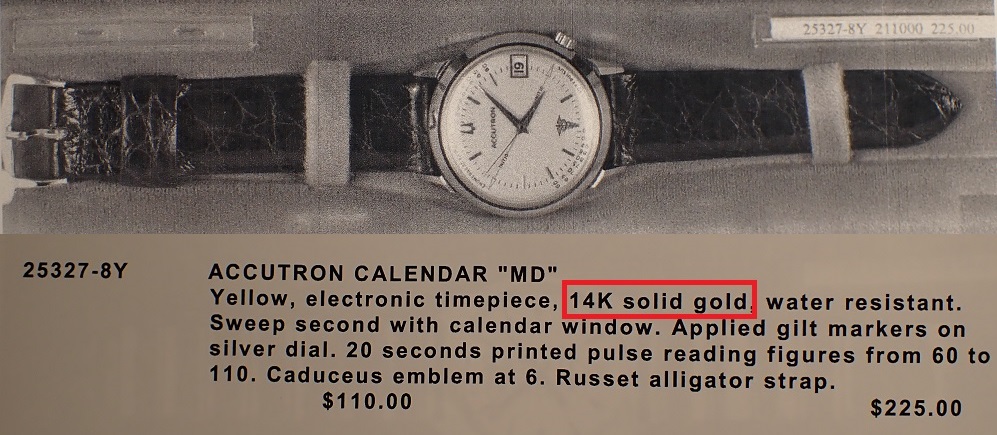 25327-8Y 211000 225.00
19
ACCUTRON
25327-8Y
ACCUTRON CALENDAR "MD"
Yellow, electronic timepiece, 14K solid gold, water resistant.
Sweep second with calendar window. Applied gilt markers on
silver dial. 20 seconds printed pulse reading figures from 60 to
110. Caduceus emblem at 6. Russet alligator strap.
$110.00 $225.00